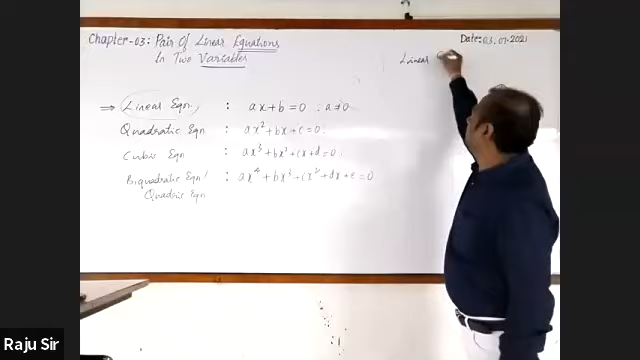 Chapter-03: Pair Of Linear Equations
In Two Variables
Date: 03.07.2021
Linear
⇒ Linear Eqn, : ax+b=0 ; a≠0.
Quadratic Eqn : ax²+bx+c=0;
Cubic Eqn : ax³+bx²+cx+d=0;
Biquadratic Eqn/ : ax⁴+bx³+cx²+dx+e=0
Quadric Eqn
Raju Sir